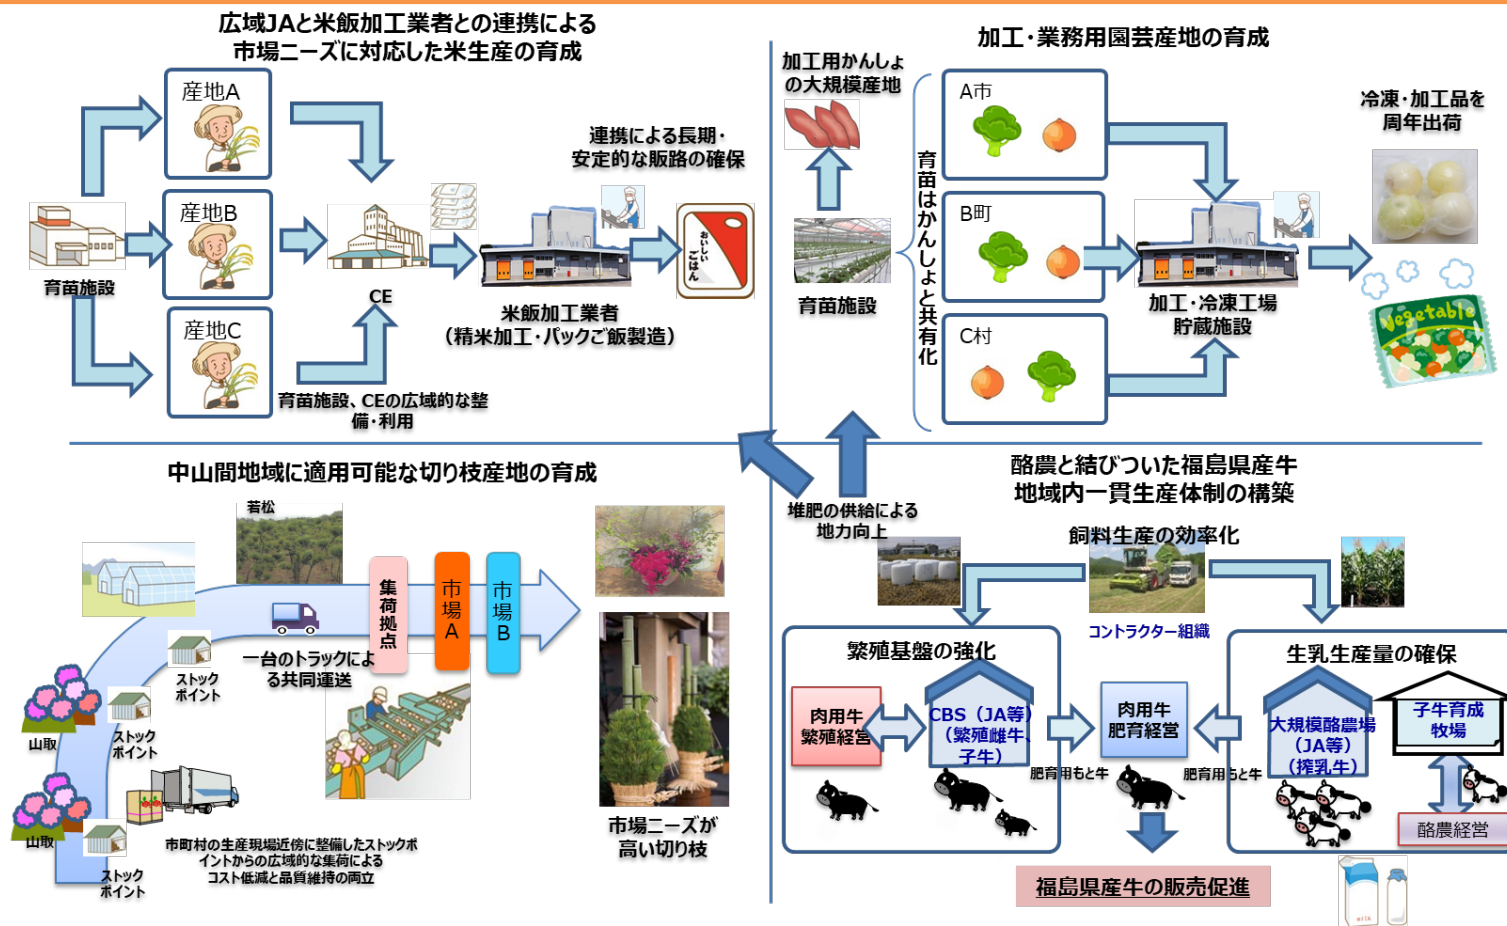 広域JAと米飯加工業者との連携による
市場ニーズに対応した米生産の育成
産地A
産地B
産地C
育苗施設
CE
連携による長期・
安定的な販路の確保
おいしい
ごはん
米飯加工業者
（精米加工・パックご飯製造）
育苗施設、CEの広域的な整
備・利用
加工・業務用園芸産地の育成
加工用かんしょ
の大規模産地
育苗施設
育苗はかんしょと共有化
A市
B町
C村
加工・冷凍工場
貯蔵施設
冷凍・加工品を
周年出荷
Vegetable
中山間地域に適用可能な切り枝産地の育成
若松
集荷拠点
市場A
市場B
一台のトラックによ
る共同運送
ストック
ポイント
ストック
ポイント
ストック
ポイント
山取
山取
市町村の生産現場近傍に整備したストックポ
イントからの広域的な集荷による
コスト低減と品質維持の両立
市場ニーズが
高い切り枝
酪農と結びついた福島県産牛
地域内一貫生産体制の構築
堆肥の供給による
地力向上
飼料生産の効率化
コントラクター組織
繁殖基盤の強化
肉用牛
繁殖経営
CBS（JA等）
（繁殖雌牛、
子牛）
肥育用もと牛
肉用牛
肥育経営
肥育用もと牛
生乳生産量の確保
大規模酪農場
（JA等）
（搾乳牛）
子牛育成
牧場
酪農経営
福島県産牛の販売促進
milk